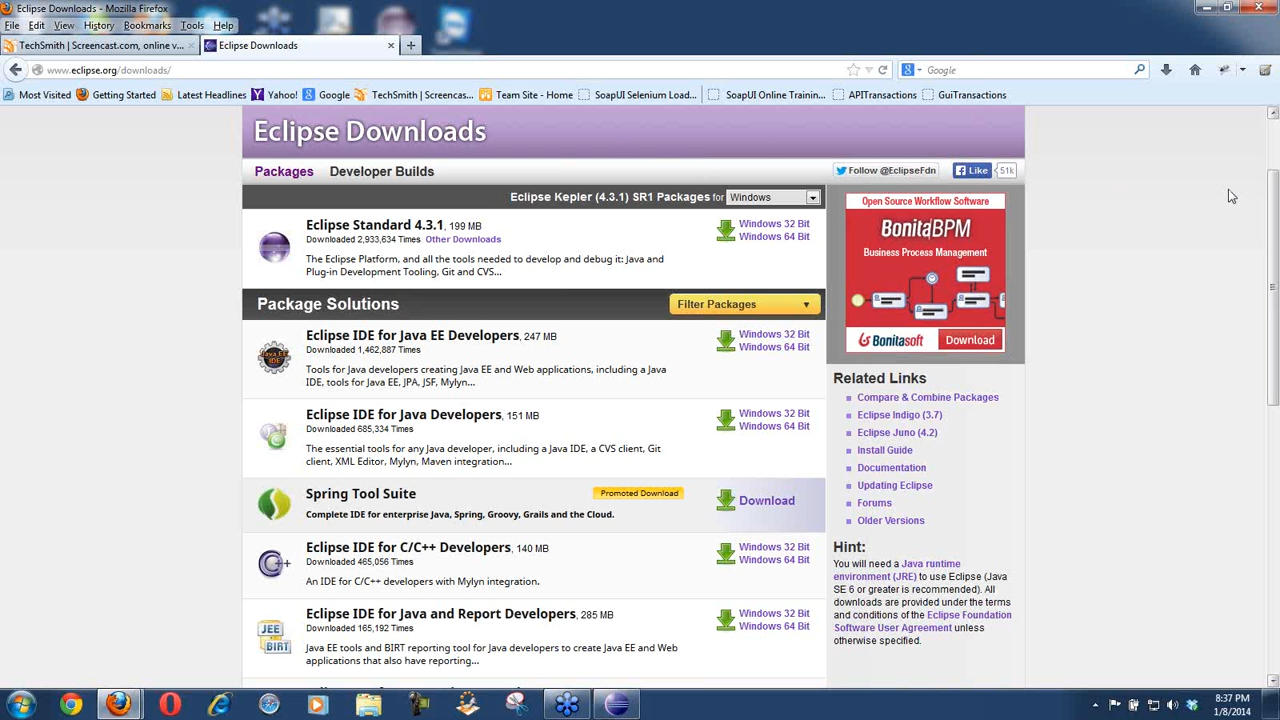 Eclipse Downloads - Mozilla Firefox
File Edit View History Bookmarks Tools Help
TechSmith | Screencast.com, online v... × Eclipse Downloads × +
www.eclipse.org/downloads/ Google
Most Visited Getting Started Latest Headlines Yahoo! Google TechSmith | Screencas... Team Site - Home SoapUI Selenium Load... SoapUI Online Trainin... APITransactions GuiTransactions
Eclipse Downloads
Packages Developer Builds Follow @EclipseFdn Like 51k
Eclipse Kepler (4.3.1) SR1 Packages for Windows
Eclipse Standard 4.3.1, 199 MB
Downloaded 2,933,634 Times Other Downloads
The Eclipse Platform, and all the tools needed to develop and debug it: Java and
Plug-in Development Tooling, Git and CVS...
Windows 32 Bit
Windows 64 Bit
Package Solutions Filter Packages
Eclipse IDE for Java EE Developers, 247 MB
Downloaded 1,462,887 Times
Tools for Java developers creating Java EE and Web applications, including a Java
IDE, tools for Java EE, JPA, JSF, Mylyn...
Windows 32 Bit
Windows 64 Bit
Java EE
IDE
Eclipse IDE for Java Developers, 151 MB
Downloaded 685,334 Times
The essential tools for any Java developer, including a Java IDE, a CVS client, Git
client, XML Editor, Mylyn, Maven integration...
Windows 32 Bit
Windows 64 Bit
Spring Tool Suite Promoted Download
Complete IDE for enterprise Java, Spring, Groovy, Grails and the Cloud.
Download
Eclipse IDE for C/C++ Developers, 140 MB
Downloaded 465,056 Times
An IDE for C/C++ developers with Mylyn integration.
Windows 32 Bit
Windows 64 Bit
C++
Eclipse IDE for Java and Report Developers, 285 MB
Downloaded 165,192 Times
Java EE tools and BIRT reporting tool for Java developers to create Java EE and Web
applications that also have reporting...
Windows 32 Bit
Windows 64 Bit
JEE
BIRT
Open Source Workflow Software
BonitaBPM
Business Process Management
Bonitasoft Download
Related Links
Compare & Combine Packages
Eclipse Indigo (3.7)
Eclipse Juno (4.2)
Install Guide
Documentation
Updating Eclipse
Forums
Older Versions
Hint:
You will need a Java runtime
environment (JRE) to use Eclipse (Java
SE 6 or greater is recommended). All
downloads are provided under the terms
and conditions of the Eclipse Foundation
Software User Agreement unless
otherwise specified.
8:37 PM
1/8/2014